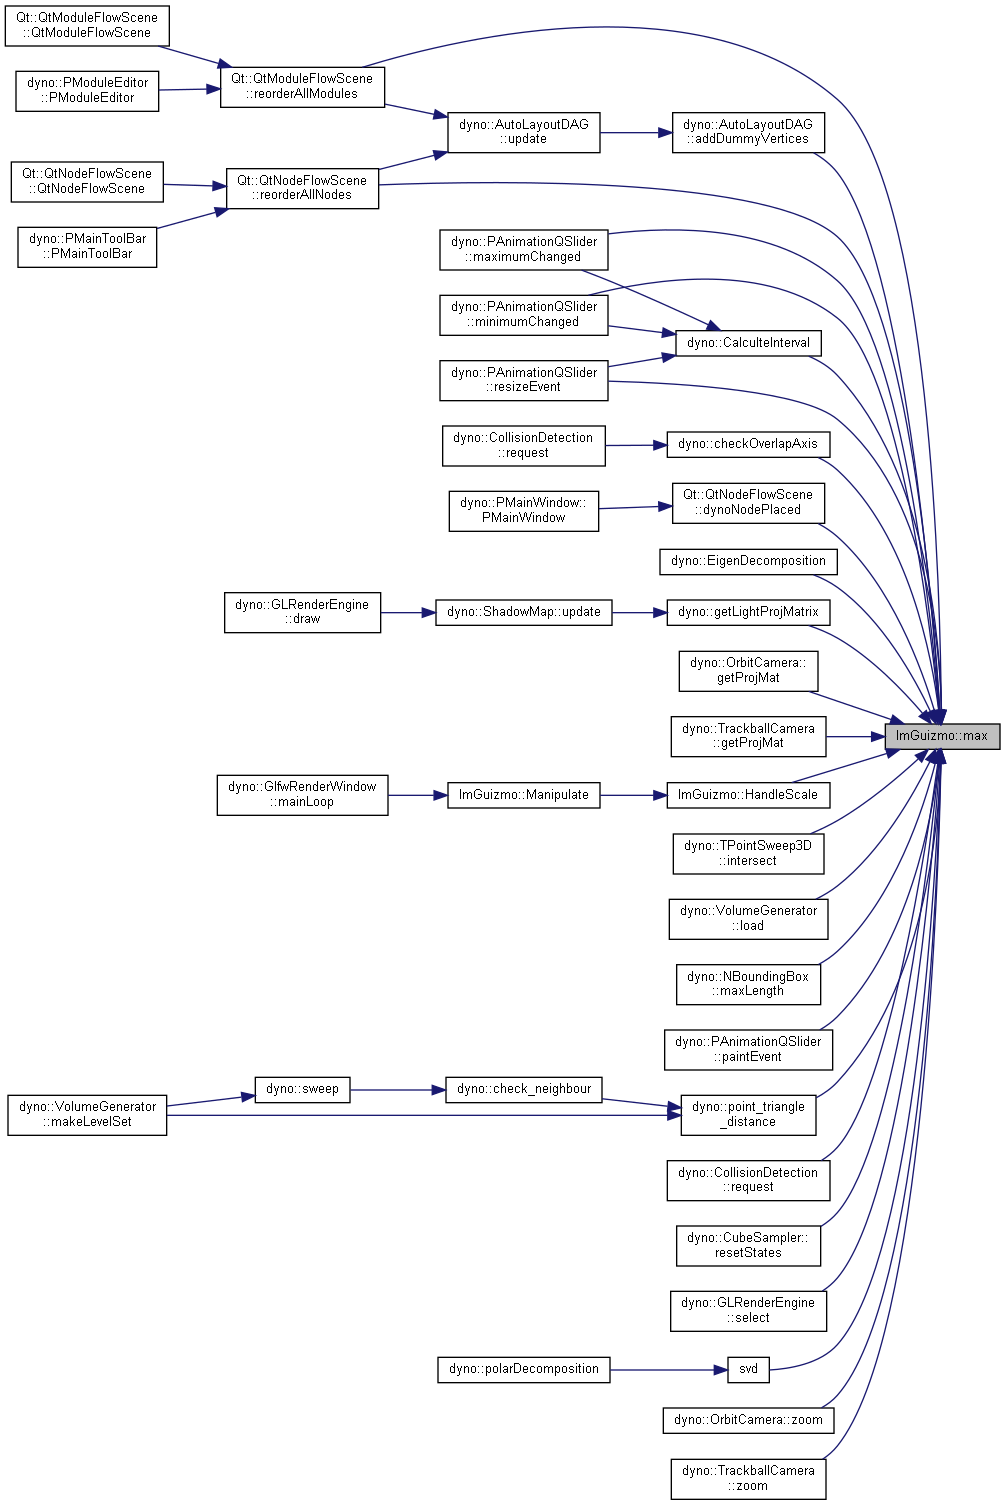 Qt::QtModuleFlowScene
::QtModuleFlowScene
dyno::PModuleEditor
::PModuleEditor
Qt::QtModuleFlowScene
::reorderAllModules
dyno::AutoLayoutDAG
::update
dyno::AutoLayoutDAG
::addDummyVertices
Qt::QtNodeFlowScene
::QtNodeFlowScene
Qt::QtNodeFlowScene
::reorderAllNodes
dyno::PMainToolBar
::PMainToolBar
dyno::PAnimationQSlider
::maximumChanged
dyno::PAnimationQSlider
::minimumChanged
dyno::CalculteInterval
dyno::PAnimationQSlider
::resizeEvent
dyno::CollisionDetection
::request
dyno::checkOverlapAxis
dyno::PMainWindow::
PMainWindow
Qt::QtNodeFlowScene
::dynoNodePlaced
dyno::EigenDecomposition
dyno::GLRenderEngine
::draw
dyno::ShadowMap::update
dyno::getLightProjMatrix
dyno::OrbitCamera::
getProjMat
dyno::TrackballCamera
::getProjMat
ImGuizmo::max
dyno::GlfwRenderWindow
::mainLoop
ImGuizmo::Manipulate
ImGuizmo::HandleScale
dyno::TPointSweep3D
::intersect
dyno::VolumeGenerator
::load
dyno::NBoundingBox
::maxLength
dyno::PAnimationQSlider
::paintEvent
dyno::VolumeGenerator
::makeLevelSet
dyno::sweep
dyno::check_neighbour
dyno::point_triangle
_distance
dyno::CollisionDetection
::request
dyno::CubeSampler::
resetStates
dyno::GLRenderEngine
::select
dyno::polarDecomposition
svd
dyno::OrbitCamera::zoom
dyno::TrackballCamera
::zoom